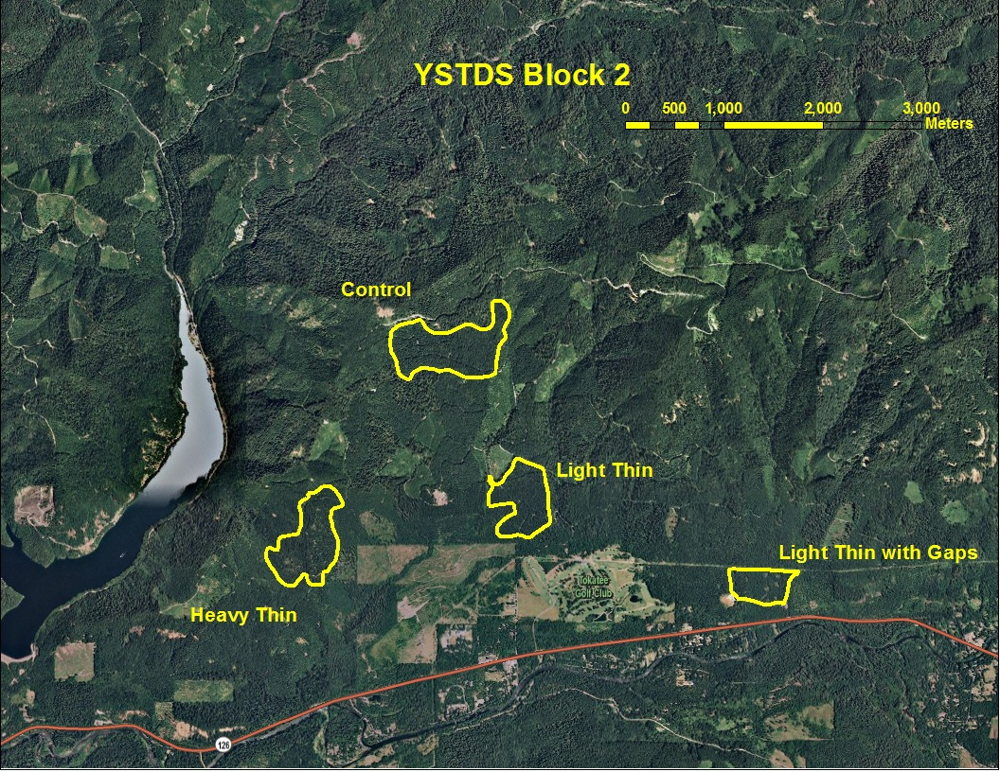 YSTDS Block 2
0 500 1,000 2,000 3,000
Meters
Control
Light Thin
Light Thin with Gaps
Tokatee
Golf Club
Heavy Thin
126